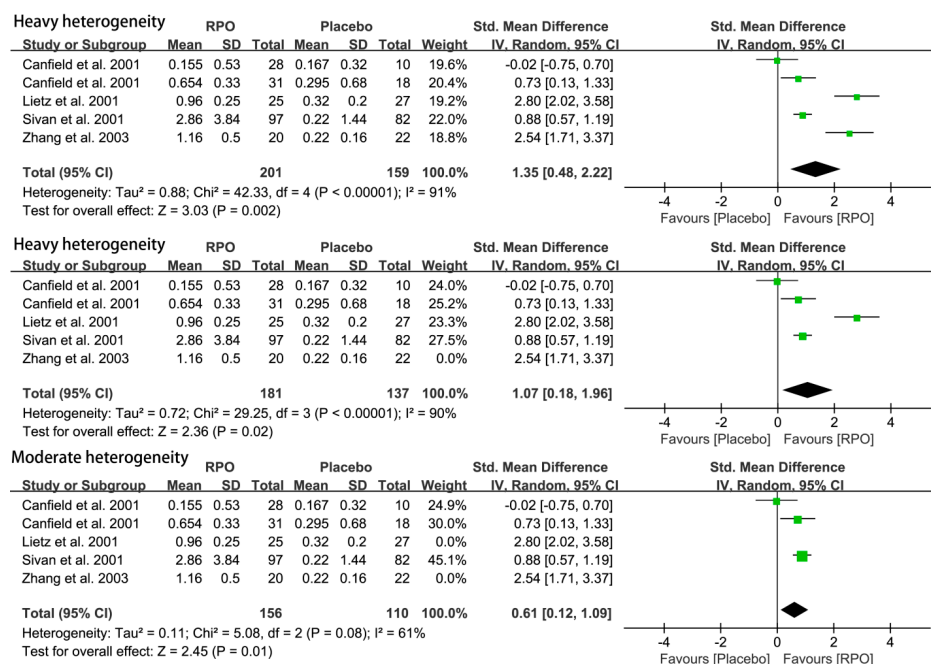 Heavy heterogeneity RPO Placebo Std. Mean Difference Std. Mean Difference
Study or Subgroup Mean SD Total Mean SD Total Weight IV, Random, 95% CI IV, Random, 95% CI
Canfield et al. 2001 0.155 0.53 28 0.167 0.32 10 19.6% -0.02 [-0.75, 0.70]
Canfield et al. 2001 0.654 0.33 31 0.295 0.68 18 20.4% 0.73 [0.13, 1.33]
Lietz et al. 2001 0.96 0.25 25 0.32 0.2 27 19.2% 2.80 [2.02, 3.58]
Sivan et al. 2001 2.86 3.84 97 0.22 1.44 82 22.0% 0.88 [0.57, 1.19]
Zhang et al. 2003 1.16 0.5 20 0.22 0.16 22 18.8% 2.54 [1.71, 3.37]
Total (95% CI) 201 159 100.0% 1.35 [0.48, 2.22]
Heterogeneity: Tau² = 0.88; Chi² = 42.33, df = 4 (P < 0.00001); I² = 91%
Test for overall effect: Z = 3.03 (P = 0.002)
-4 -2 0 2 4
Favours [Placebo] Favours [RPO]
Heavy heterogeneity RPO Placebo Std. Mean Difference Std. Mean Difference
Study or Subgroup Mean SD Total Mean SD Total Weight IV, Random, 95% CI IV, Random, 95% CI
Canfield et al. 2001 0.155 0.53 28 0.167 0.32 10 24.0% -0.02 [-0.75, 0.70]
Canfield et al. 2001 0.654 0.33 31 0.295 0.68 18 25.2% 0.73 [0.13, 1.33]
Lietz et al. 2001 0.96 0.25 25 0.32 0.2 27 23.3% 2.80 [2.02, 3.58]
Sivan et al. 2001 2.86 3.84 97 0.22 1.44 82 27.5% 0.88 [0.57, 1.19]
Zhang et al. 2003 1.16 0.5 20 0.22 0.16 22 0.0% 2.54 [1.71, 3.37]
Total (95% CI) 181 137 100.0% 1.07 [0.18, 1.96]
Heterogeneity: Tau² = 0.72; Chi² = 29.25, df = 3 (P < 0.00001); I² = 90%
Test for overall effect: Z = 2.36 (P = 0.02)
-4 -2 0 2 4
Favours [Placebo] Favours [RPO]
Moderate heterogeneity RPO Placebo Std. Mean Difference Std. Mean Difference
Study or Subgroup Mean SD Total Mean SD Total Weight IV, Random, 95% CI IV, Random, 95% CI
Canfield et al. 2001 0.155 0.53 28 0.167 0.32 10 24.9% -0.02 [-0.75, 0.70]
Canfield et al. 2001 0.654 0.33 31 0.295 0.68 18 30.0% 0.73 [0.13, 1.33]
Lietz et al. 2001 0.96 0.25 25 0.32 0.2 27 0.0% 2.80 [2.02, 3.58]
Sivan et al. 2001 2.86 3.84 97 0.22 1.44 82 45.1% 0.88 [0.57, 1.19]
Zhang et al. 2003 1.16 0.5 20 0.22 0.16 22 0.0% 2.54 [1.71, 3.37]
Total (95% CI) 156 110 100.0% 0.61 [0.12, 1.09]
Heterogeneity: Tau² = 0.11; Chi² = 5.08, df = 2 (P = 0.08); I² = 61%
Test for overall effect: Z = 2.45 (P = 0.01)
-4 -2 0 2 4
Favours [Placebo] Favours [RPO]